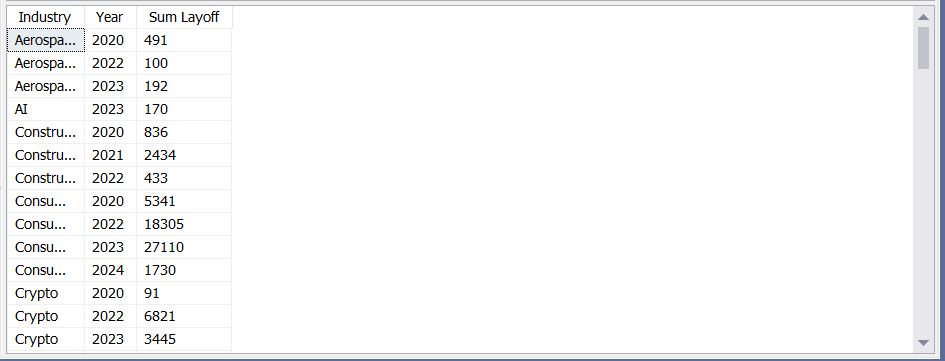 Industry Year Sum Layoff
Aerospa... 2020 491
Aerospa... 2022 100
Aerospa... 2023 192
AI 2023 170
Constru... 2020 836
Constru... 2021 2434
Constru... 2022 433
Consu... 2020 5341
Consu... 2022 18305
Consu... 2023 27110
Consu... 2024 1730
Crypto 2020 91
Crypto 2022 6821
Crypto 2023 3445